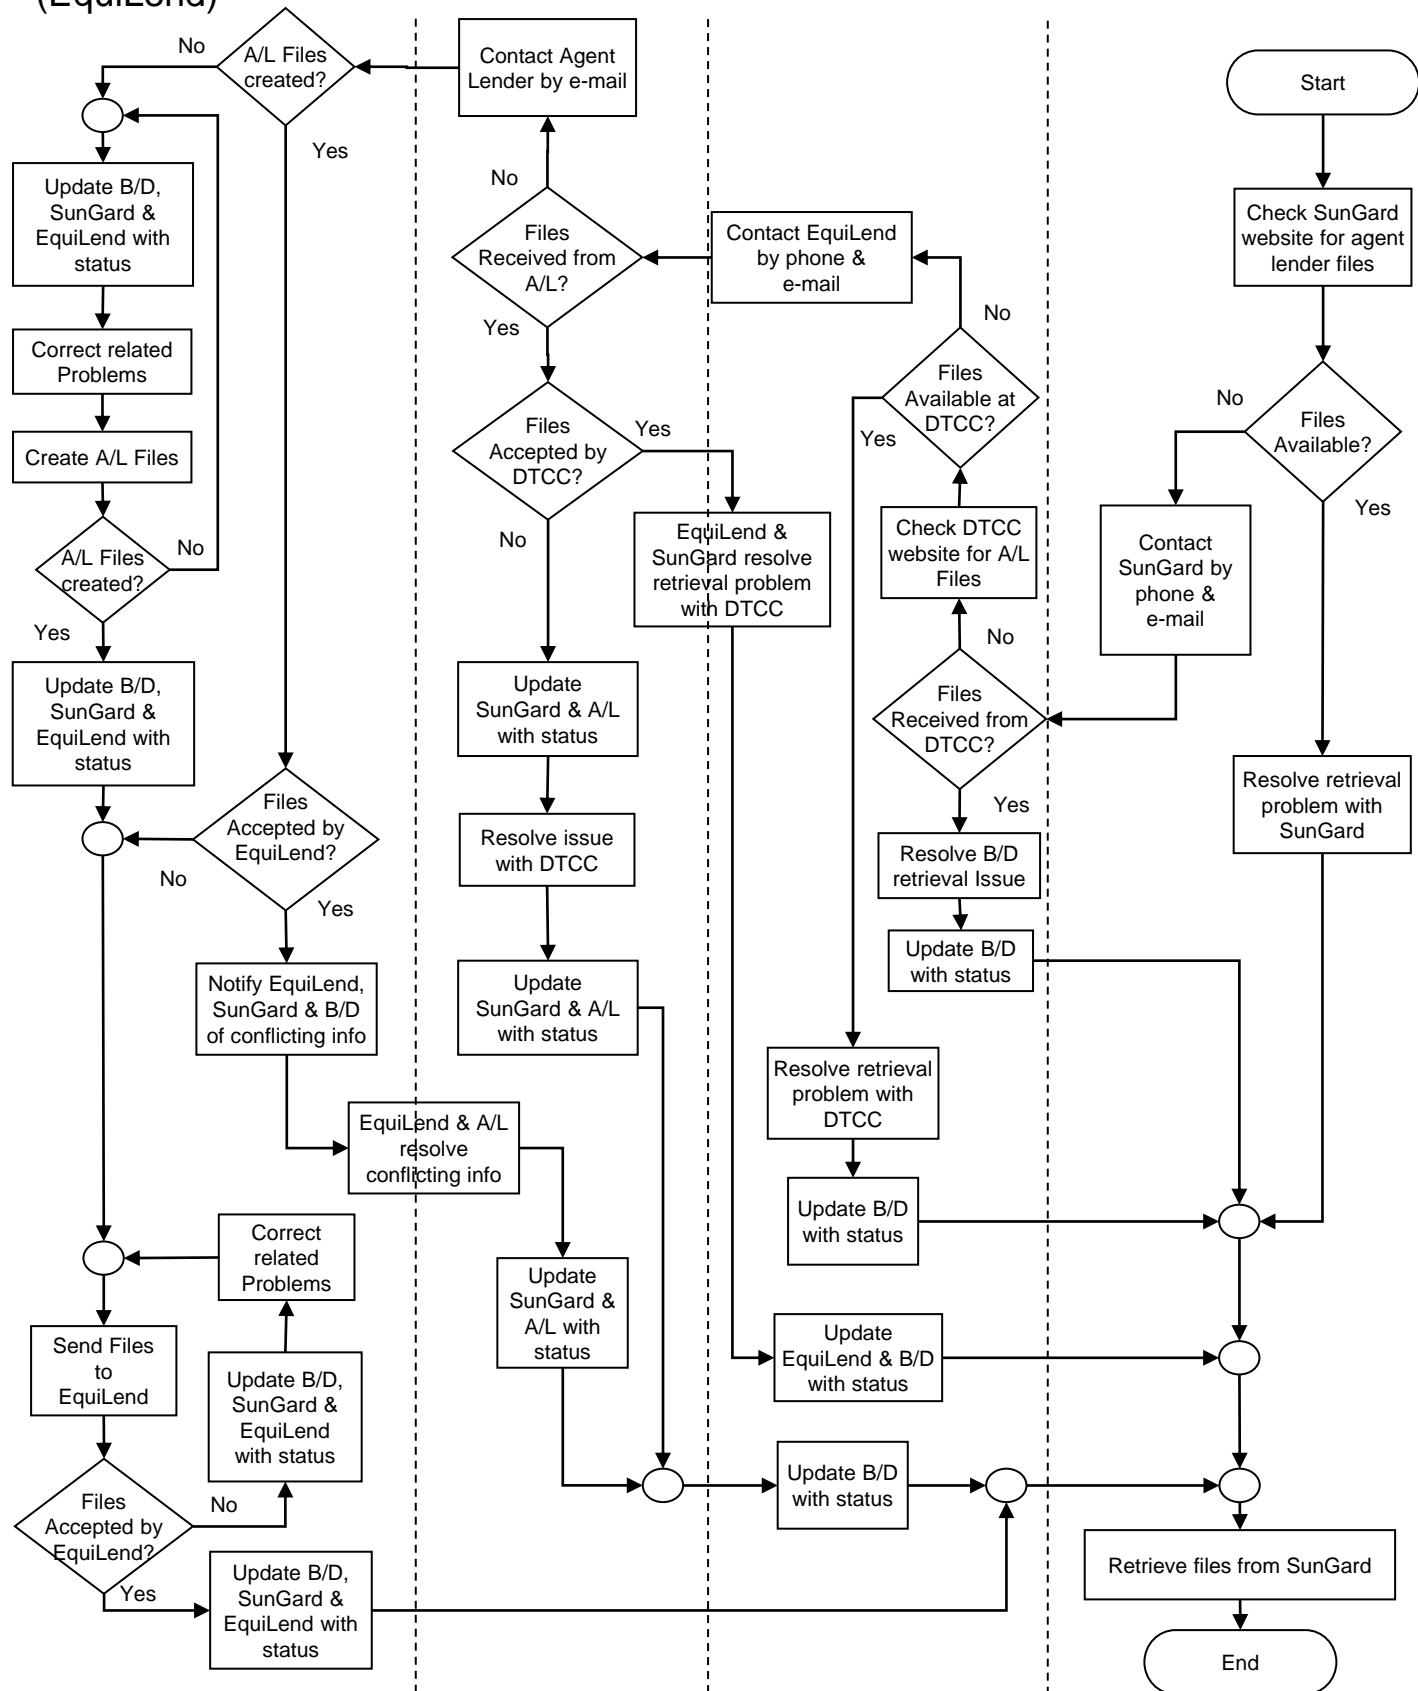 (EquiLend)
No
A/L Files
created?
Contact Agent
Lender by e-mail
Start
Yes
Update B/D,
SunGard &
EquiLend with
status
No
Files
Received from
A/L?
Contact EquiLend
by phone &
e-mail
Check SunGard
website for agent
lender files
Correct related
Problems
Yes
No
Files
Available at
DTCC?
No
Files
Available?
Create A/L Files
Files
Accepted by
DTCC?
Yes
Yes
Yes
A/L Files
created?
No
No
EquiLend &
SunGard resolve
retrieval problem
with DTCC
Check DTCC
website for A/L
Files
Contact
SunGard by
phone &
e-mail
Yes
No
Update B/D,
SunGard &
EquiLend with
status
Update
SunGard & A/L
with status
Files
Received from
DTCC?
Files
Accepted by
EquiLend?
Yes
Resolve retrieval
problem with
SunGard
No
Yes
Resolve issue
with DTCC
Resolve B/D
retrieval Issue
Update B/D
with status
Notify EquiLend,
SunGard & B/D
of conflicting info
Update
SunGard & A/L
with status
Resolve retrieval
problem with
DTCC
EquiLend & A/L
resolve
conflicting info
Update B/D
with status
Correct
related
Problems
Update
SunGard &
A/L with
status
Send Files
to
EquiLend
Update
EquiLend & B/D
with status
Update B/D,
SunGard &
EquiLend
with status
Files
Accepted by
EquiLend?
No
Update B/D
with status
Yes
Update B/D,
SunGard &
EquiLend with
status
Retrieve files from SunGard
End